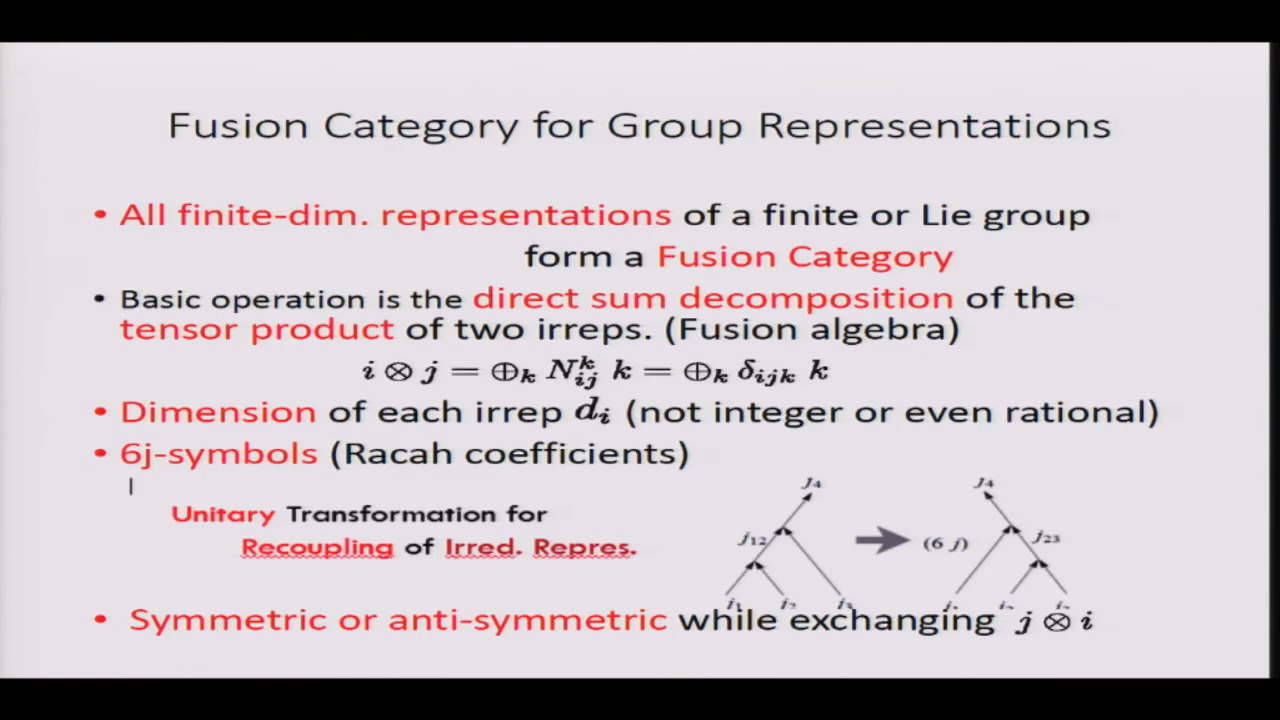 Fusion Category for Group Representations
• All finite-dim. representations of a finite or Lie group
form a Fusion Category
• Basic operation is the direct sum decomposition of the
tensor product of two irreps. (Fusion algebra)
i ⊗ j = ⊕ₖ Nᵢⱼᵏ k = ⊕ₖ δᵢⱼₖ k
• Dimension of each irrep dᵢ (not integer or even rational)
• 6j-symbols (Racah coefficients)
J₄ J₄
Unitary Transformation for
j₁₂ (6 j) j₂₃
Recoupling of Irred. Repres.
• Symmetric or anti-symmetric while exchanging j ⊗ i